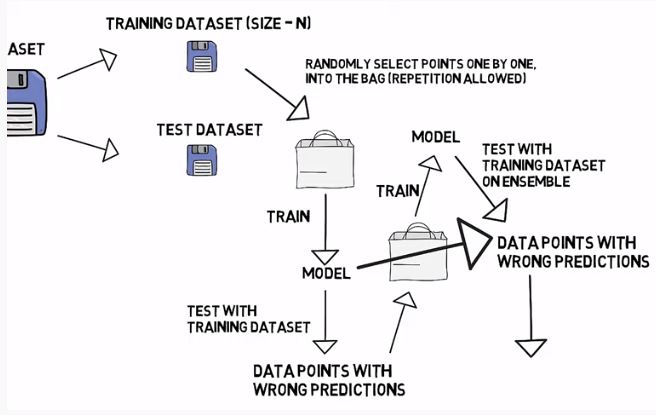 TRAINING DATASET (SIZE - N)
ASET
RANDOMLY SELECT POINTS ONE BY ONE,
INTO THE BAG (REPETITION ALLOWED)
TEST DATASET
MODEL
TEST WITH
TRAINING DATASET
ON ENSEMBLE
TRAIN
TRAIN
DATA POINTS WITH
WRONG PREDICTIONS
MODEL
TEST WITH
TRAINING DATASET
DATA POINTS WITH
WRONG PREDICTIONS